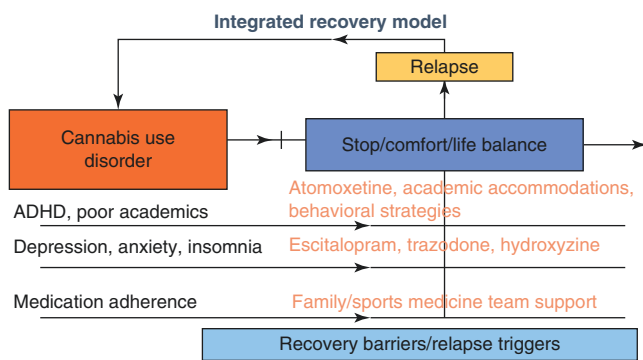 Integrated recovery model
Relapse
Cannabis use
disorder
Stop/comfort/life balance
Atomoxetine, academic accommodations,
behavioral strategies
ADHD, poor academics
Depression, anxiety, insomnia
Escitalopram, trazodone, hydroxyzine
Medication adherence
Family/sports medicine team support
Recovery barriers/relapse triggers